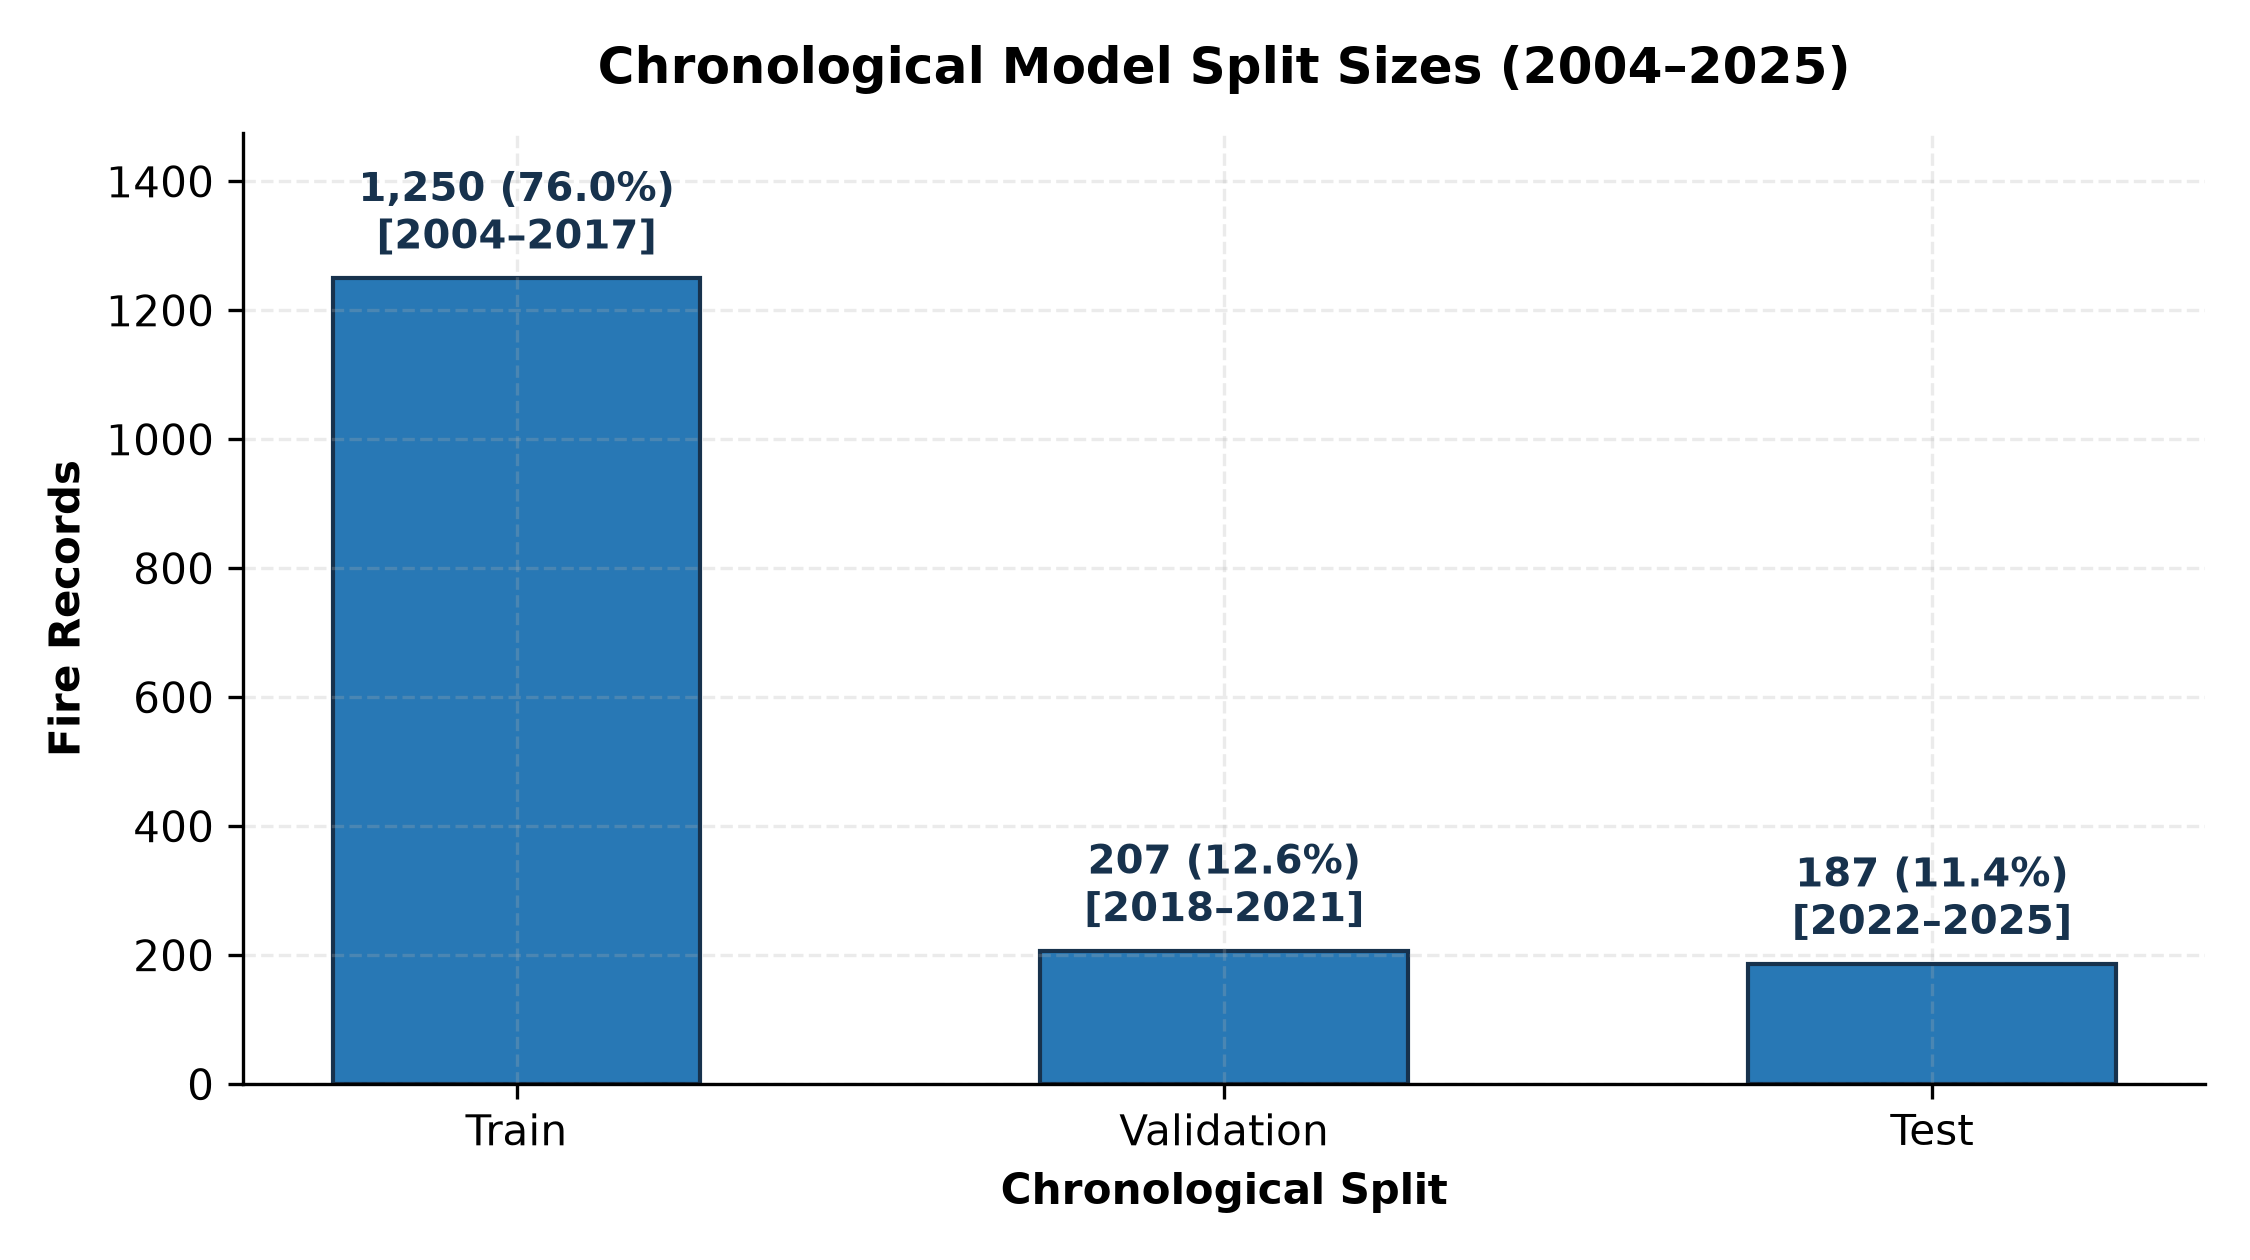 Chronological Model Split Sizes (2004–2025)
Fire Records
1400
1200
1000
800
600
400
200
0
1,250 (76.0%)
[2004–2017]
207 (12.6%)
[2018–2021]
187 (11.4%)
[2022–2025]
Train
Validation
Test
Chronological Split